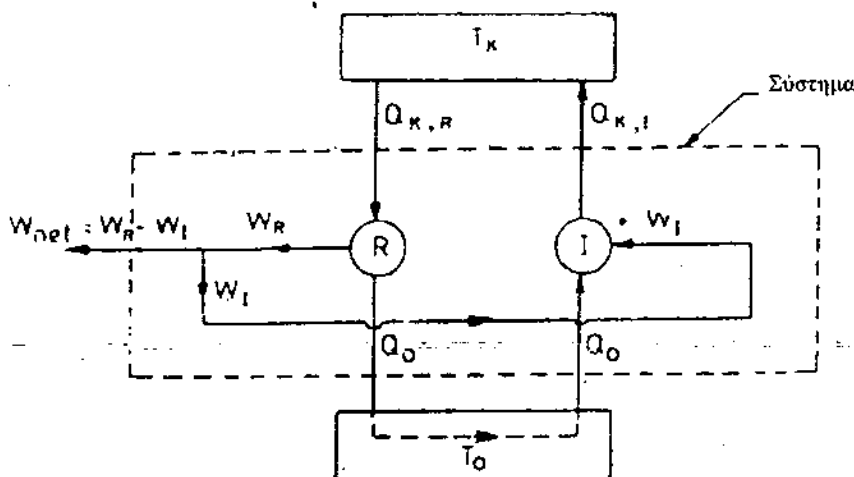 T_K
Σύστημα
Q_K,R
Q_K,I
W_net = W_R - W_I
W_R
R
I
W_I
W_I
Q_O
Q_O
T_O